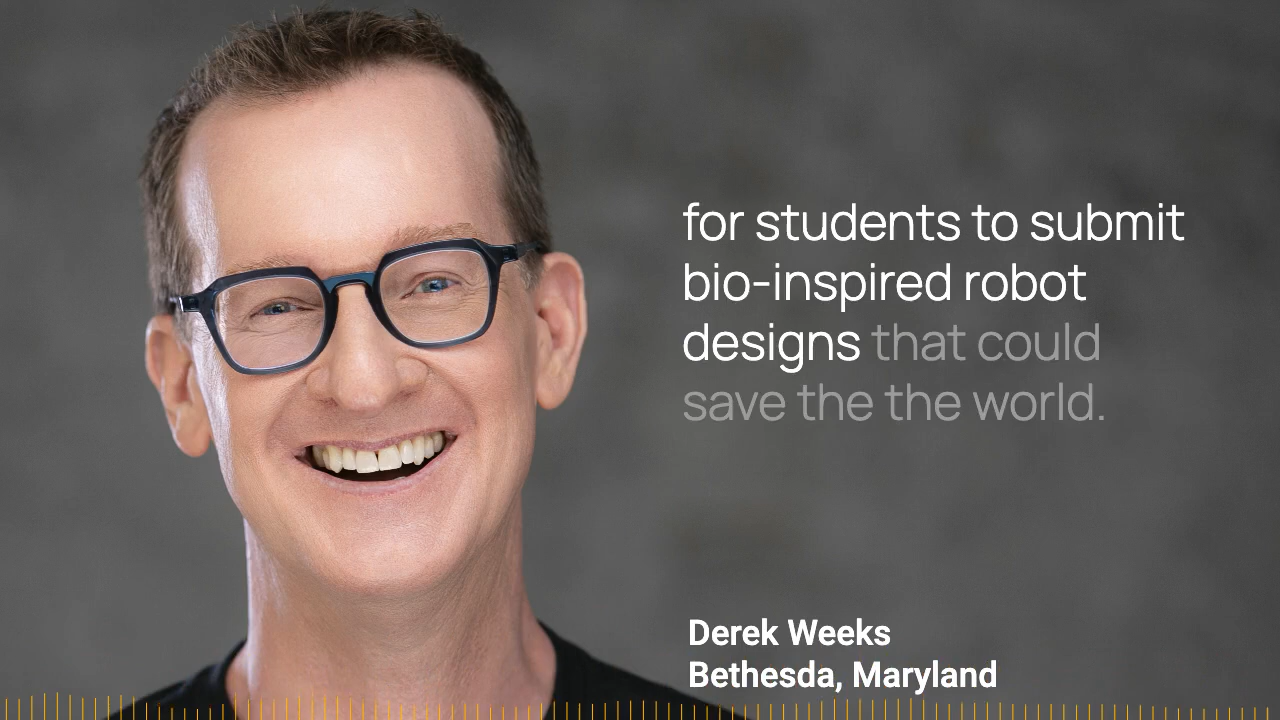 for students to submit
bio-inspired robot
designs that could
save the the world.
Derek Weeks
Bethesda, Maryland